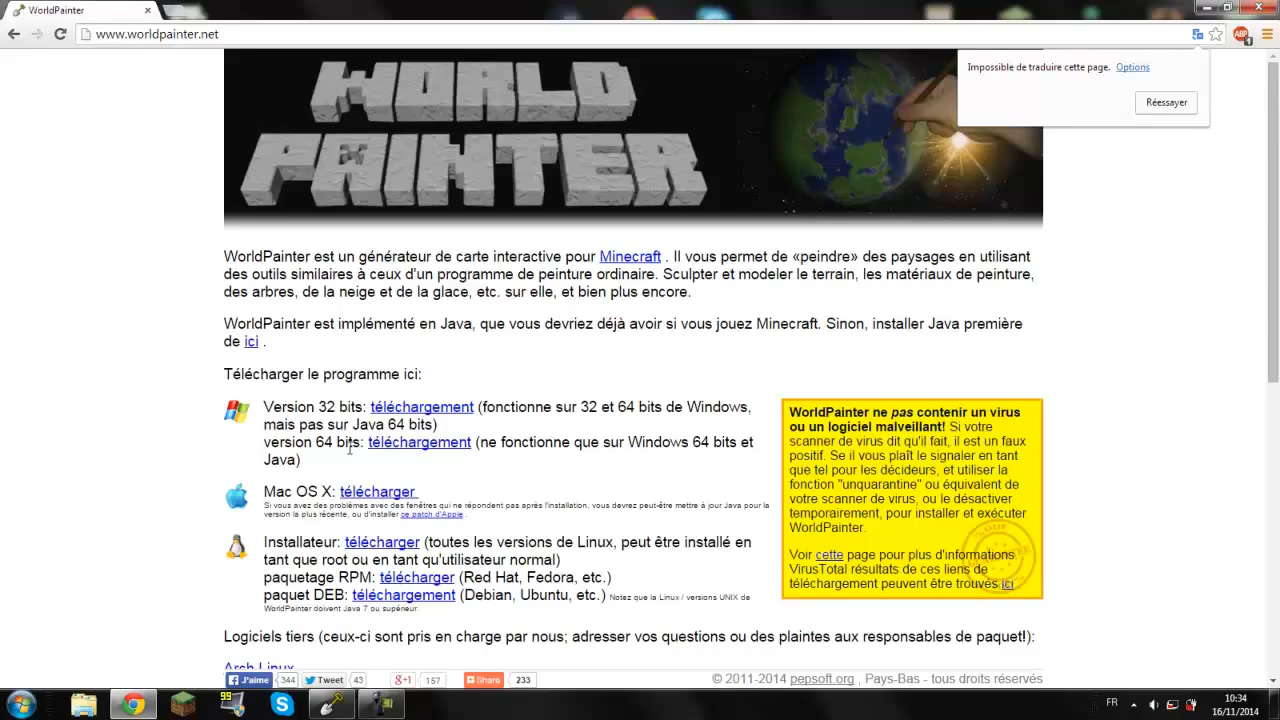 WorldPainter
www.worldpainter.net
ABP
1
Impossible de traduire cette page. Options
Réessayer
WORLD
PAINTER
WorldPainter est un générateur de carte interactive pour Minecraft . Il vous permet de «peindre» des paysages en utilisant
des outils similaires à ceux d'un programme de peinture ordinaire. Sculpter et modeler le terrain, les matériaux de peinture,
des arbres, de la neige et de la glace, etc. sur elle, et bien plus encore.
WorldPainter est implémenté en Java, que vous devriez déjà avoir si vous jouez Minecraft. Sinon, installer Java première
de ici .
Télécharger le programme ici:
Version 32 bits: téléchargement (fonctionne sur 32 et 64 bits de Windows,
mais pas sur Java 64 bits)
version 64 bits: téléchargement (ne fonctionne que sur Windows 64 bits et
Java)
Mac OS X: télécharger
Si vous avez des problèmes avec des fenêtres qui ne répondent pas après l'installation, vous devrez peut-être mettre à jour Java pour la
version la plus récente, ou d'installer ce patch d'Apple .
Installateur: télécharger (toutes les versions de Linux, peut être installé en
tant que root ou en tant qu'utilisateur normal)
paquetage RPM: télécharger (Red Hat, Fedora, etc.)
paquet DEB: téléchargement (Debian, Ubuntu, etc.) Notez que la Linux / versions UNIX de
WorldPainter doivent Java 7 ou supérieur.
WorldPainter ne pas contenir un virus
ou un logiciel malveillant! Si votre
scanner de virus dit qu'il fait, il est un faux
positif. Se il vous plaît le signaler en tant
que tel pour les décideurs, et utiliser la
fonction "unquarantine" ou équivalent de
votre scanner de virus, ou le désactiver
temporairement, pour installer et exécuter
WorldPainter.
Voir cette page pour plus d'informations.
VirusTotal résultats de ces liens de
téléchargement peuvent être trouvés ici.
Logiciels tiers (ceux-ci sont pris en charge par nous; adresser vos questions ou des plaintes aux responsables de paquet!):
Arch Linux
J'aime 344 Tweet 43 g+1 157 Share 233
© 2011-2014 pepsoft.org , Pays-Bas - tous droits réservés
99
FR
10:34
16/11/2014